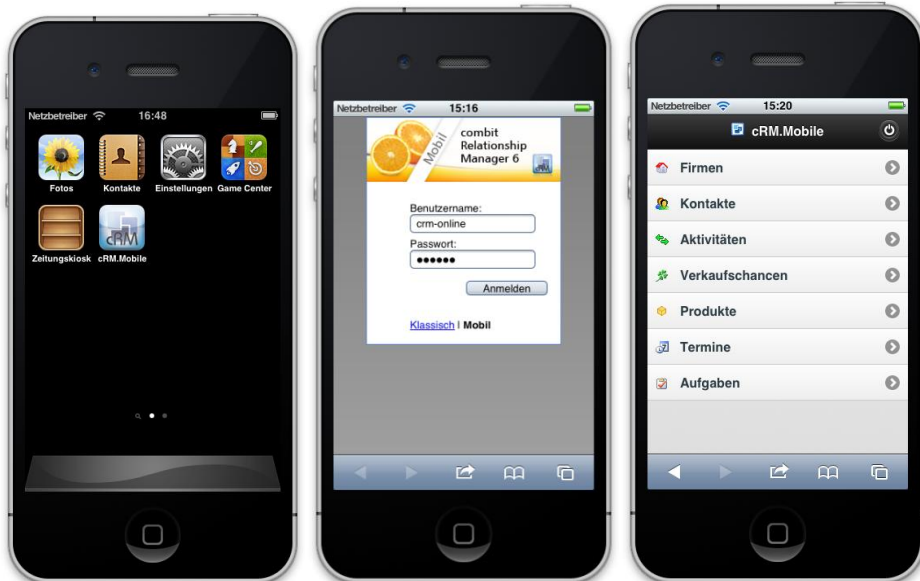 Netzbetreiber 16:48
Fotos Kontakte Einstellungen Game Center
cRM
Zeitungskiosk cRM.Mobile
Netzbetreiber 15:16
Mobil
combit
Relationship
Manager 6
Benutzername:
crm-online
Passwort:
••••••
Anmelden
Klassisch | Mobil
Netzbetreiber 15:20
cRM.Mobile
Firmen
Kontakte
Aktivitäten
Verkaufschancen
Produkte
Termine
Aufgaben